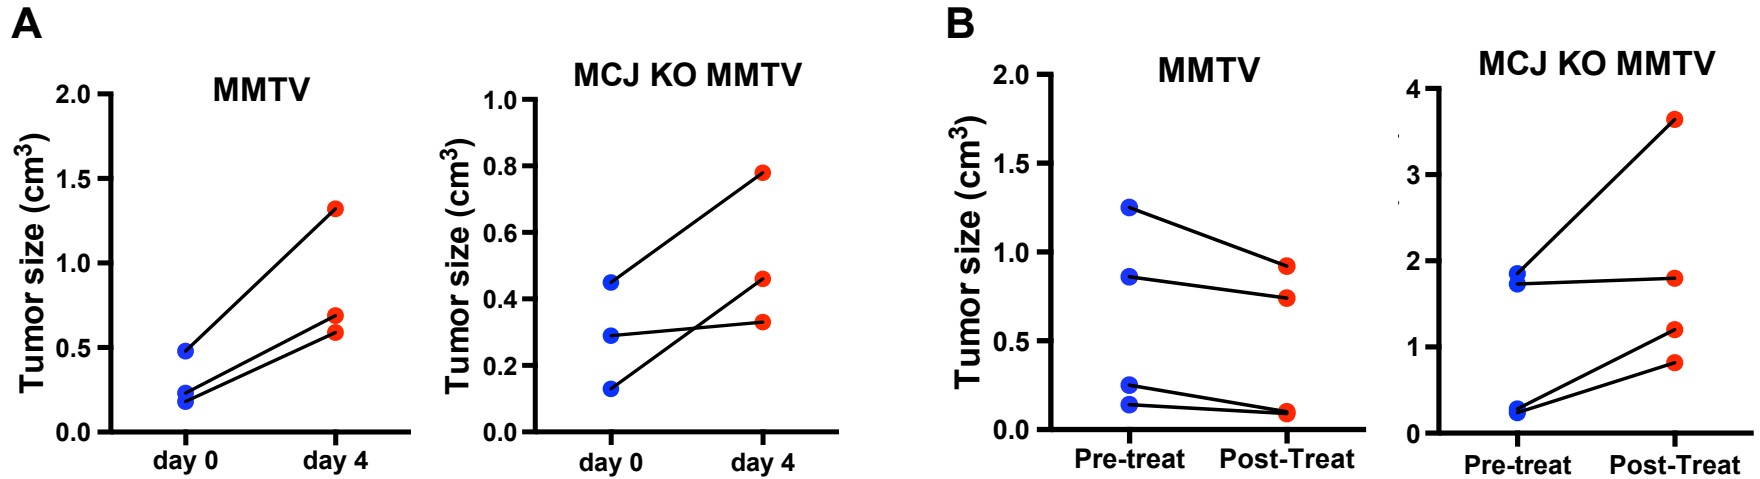 A
MMTV
Tumor size (cm³)
2.0
1.5
1.0
0.5
0.0
day 0 day 4
MCJ KO MMTV
Tumor size (cm³)
1.0
0.8
0.6
0.4
0.2
0.0
day 0 day 4
B
MMTV
Tumor size (cm³)
2.0
1.5
1.0
0.5
0.0
Pre-treat Post-Treat
MCJ KO MMTV
4
3
2
1
0
Pre-treat Post-Treat